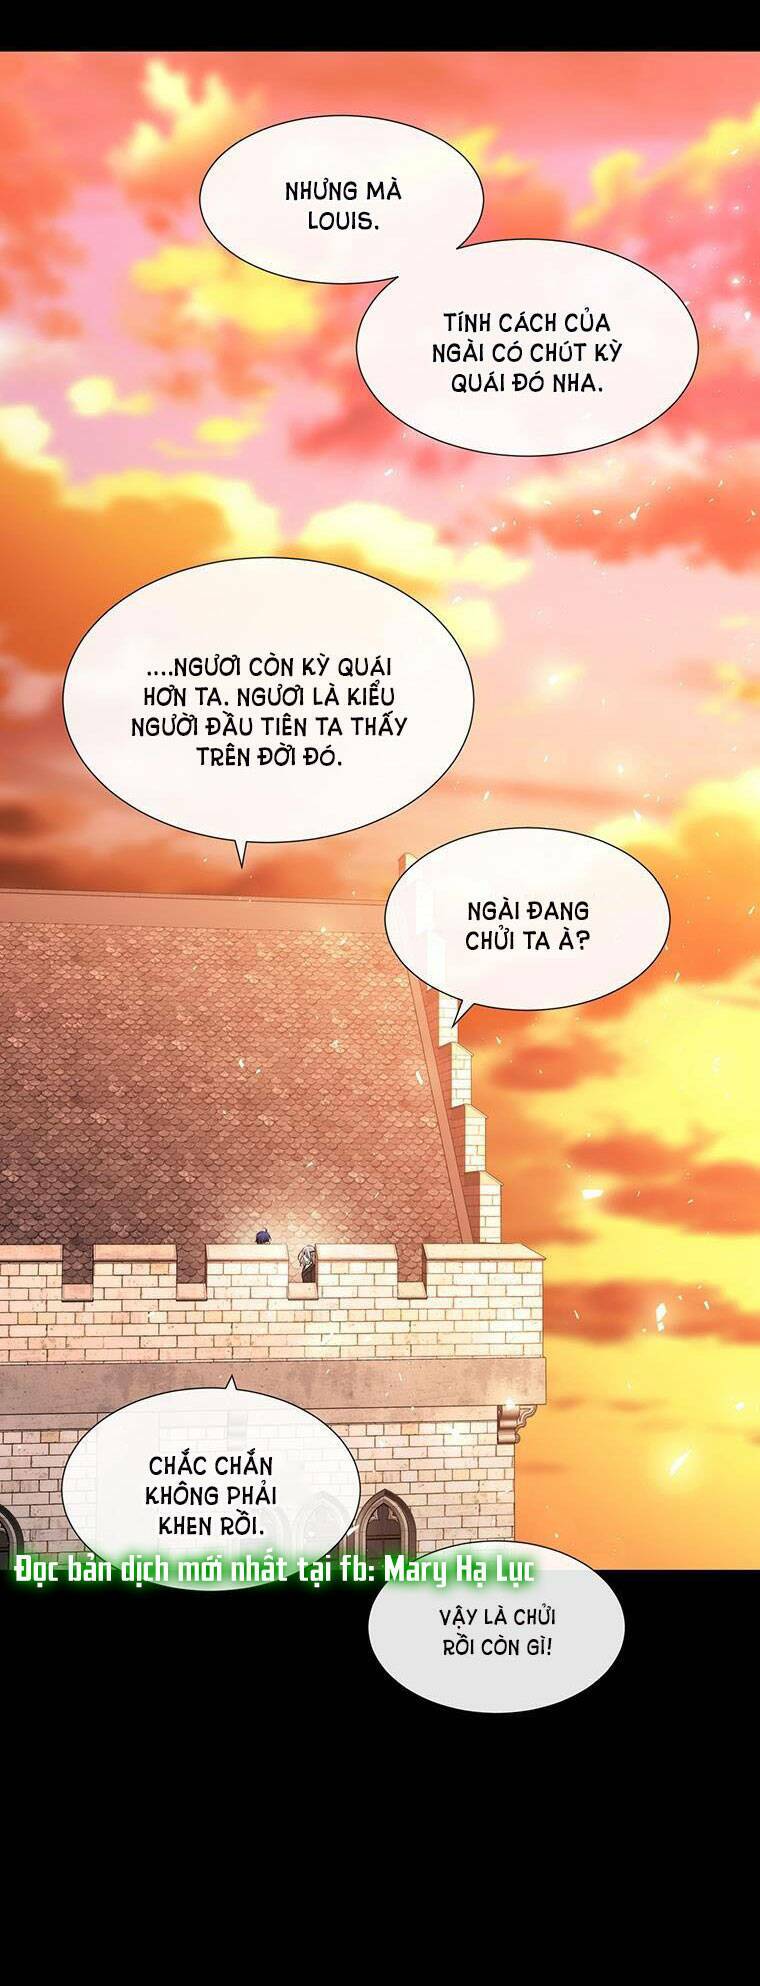 NHƯNG MÀ
LOUIS.
TÍNH CÁCH CỦA
NGÀI CÓ CHÚT KỲ
QUÁI ĐÓ NHA.
....NGƯƠI CÒN KỲ QUÁI
HƠN TA. NGƯƠI LÀ KIỂU
NGƯỜI ĐẦU TIÊN TA THẤY
TRÊN ĐỜI ĐÓ.
NGÀI ĐANG
CHỬI TA À?
CHẮC CHẮN
KHÔNG PHẢI
KHEN RỒI.
Đọc bản dịch mới nhất tại fb: Mary Hạ Lục
VẬY LÀ CHỬI
RỒI CÒN GÌ!